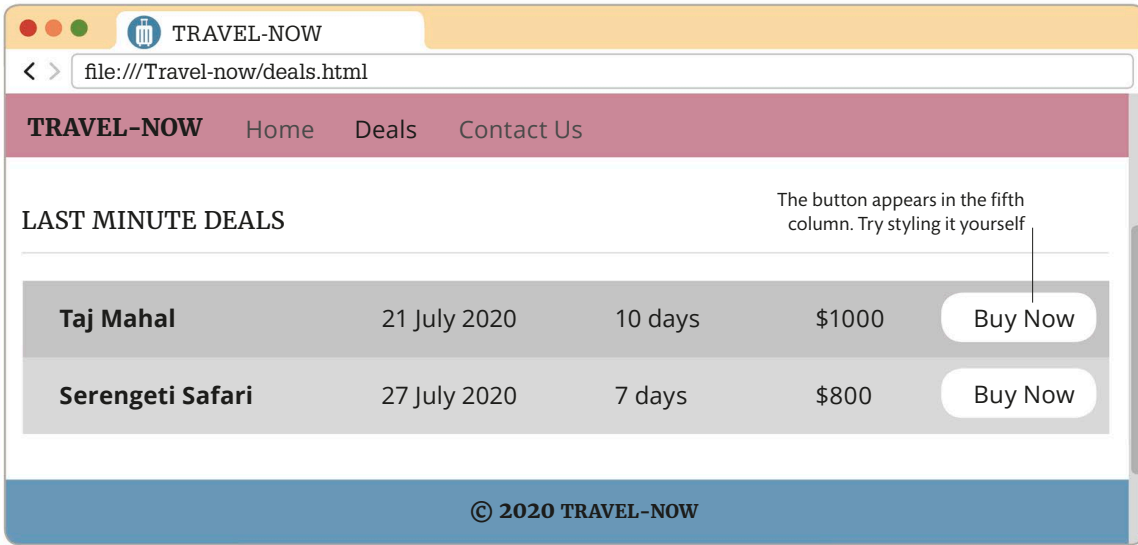 TRAVEL-NOW
file:///Travel-now/deals.html
TRAVEL-NOW Home Deals Contact Us
The button appears in the fifth
column. Try styling it yourself
LAST MINUTE DEALS
Taj Mahal 21 July 2020 10 days $1000 Buy Now
Serengeti Safari 27 July 2020 7 days $800 Buy Now
© 2020 TRAVEL-NOW